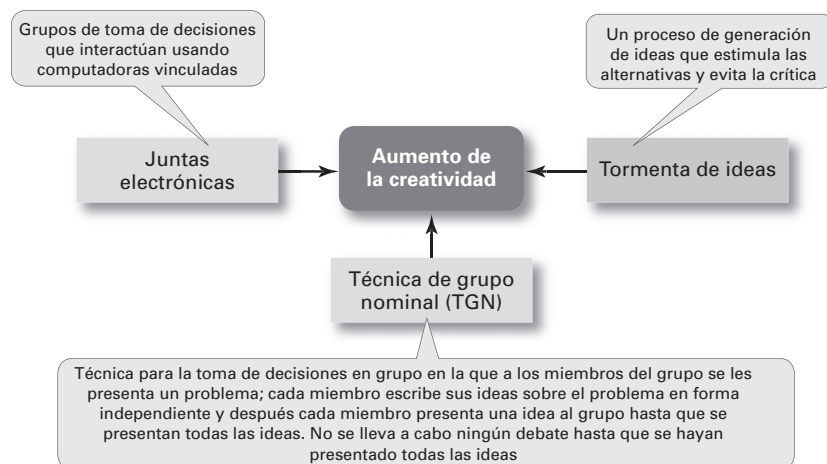 Grupos de toma de decisiones
que interactúan usando
computadoras vinculadas
Un proceso de generación
de ideas que estimula las
alternativas y evita la crítica
Juntas
electrónicas
Aumento de
la creatividad
Tormenta de ideas
Técnica de grupo
nominal (TGN)
Técnica para la toma de decisiones en grupo en la que a los miembros del grupo se les
presenta un problema; cada miembro escribe sus ideas sobre el problema en forma
independiente y después cada miembro presenta una idea al grupo hasta que se
presentan todas las ideas. No se lleva a cabo ningún debate hasta que se hayan
presentado todas las ideas